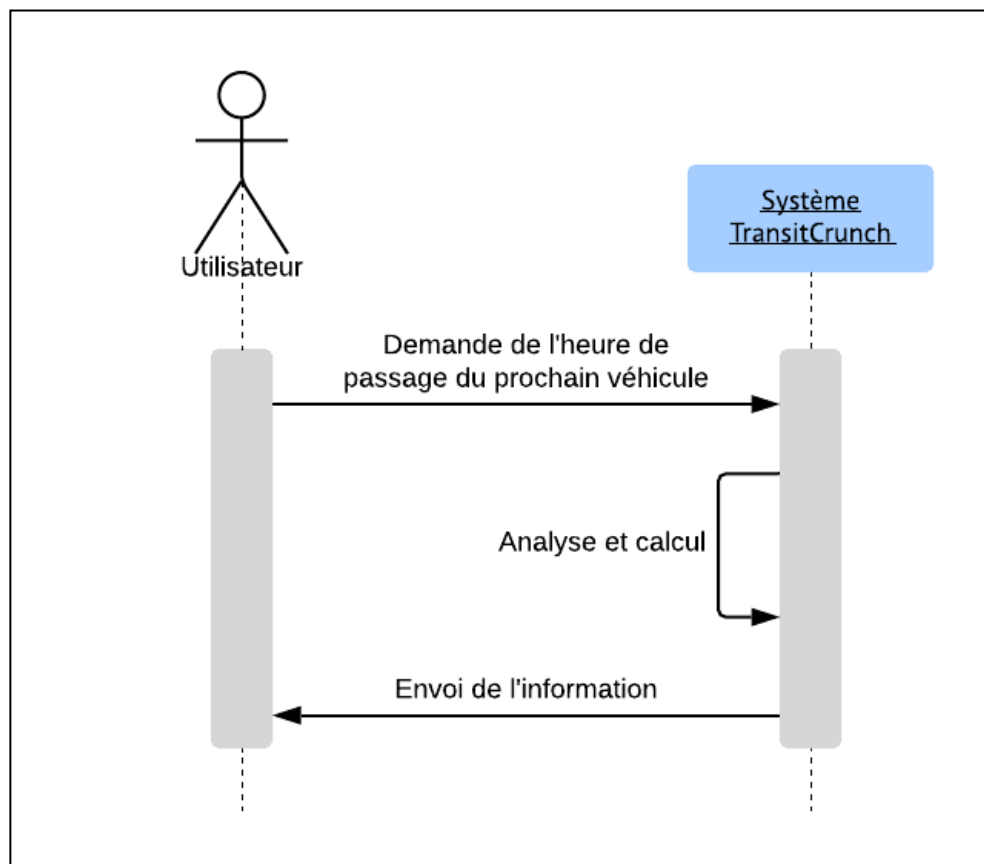 Système
TransitCrunch
Utilisateur
Demande de l'heure de
passage du prochain véhicule
Analyse et calcul
Envoi de l'information